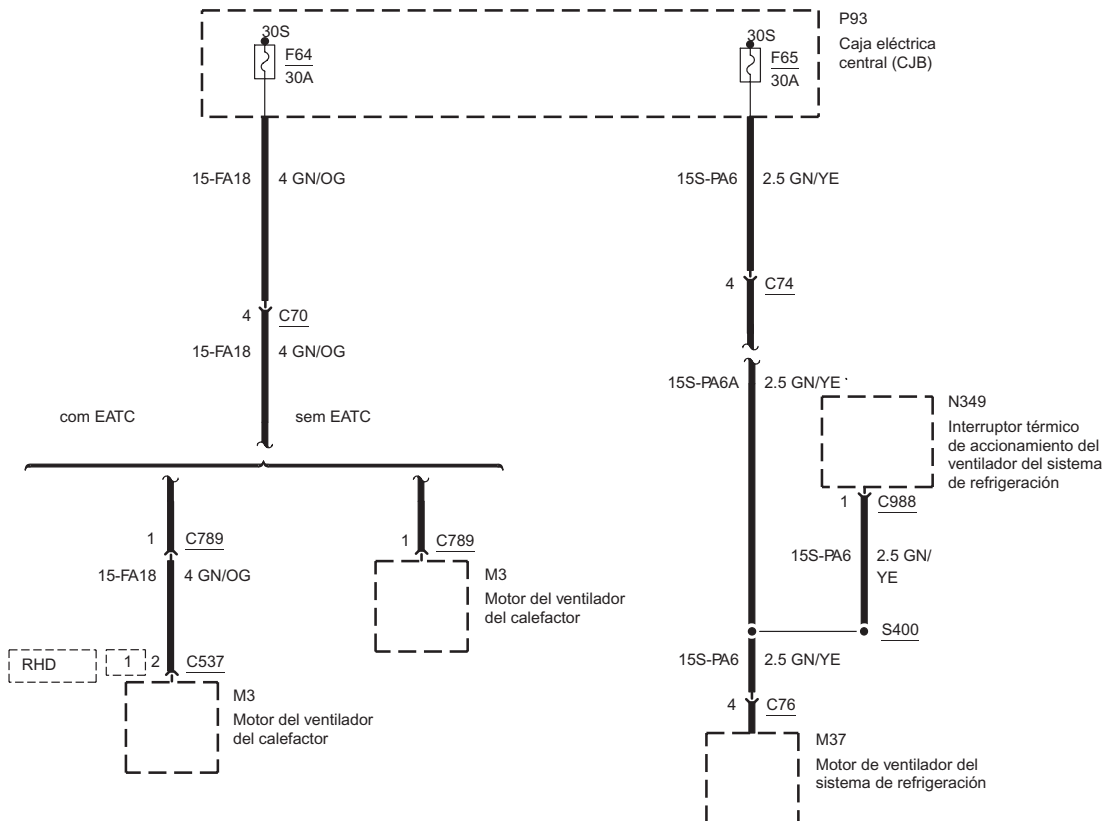 P93
Caja eléctrica
central (CJB)
30S
F64
30A
30S
F65
30A
15-FA18 4 GN/OG
15S-PA6 2.5 GN/YE
4 C74
4 C70
15-FA18 4 GN/OG
15S-PA6A 2.5 GN/YE
com EATC sem EATC
N349
Interruptor térmico
de accionamiento del
ventilador del sistema
de refrigeración
1 C988
1 C789
1 C789
15S-PA6 2.5 GN/
YE
15-FA18 4 GN/OG
M3
Motor del ventilador
del calefactor
S400
15S-PA6 2.5 GN/YE
RHD 1 2 C537
M3
Motor del ventilador
del calefactor
4 C76
M37
Motor de ventilador del
sistema de refrigeración